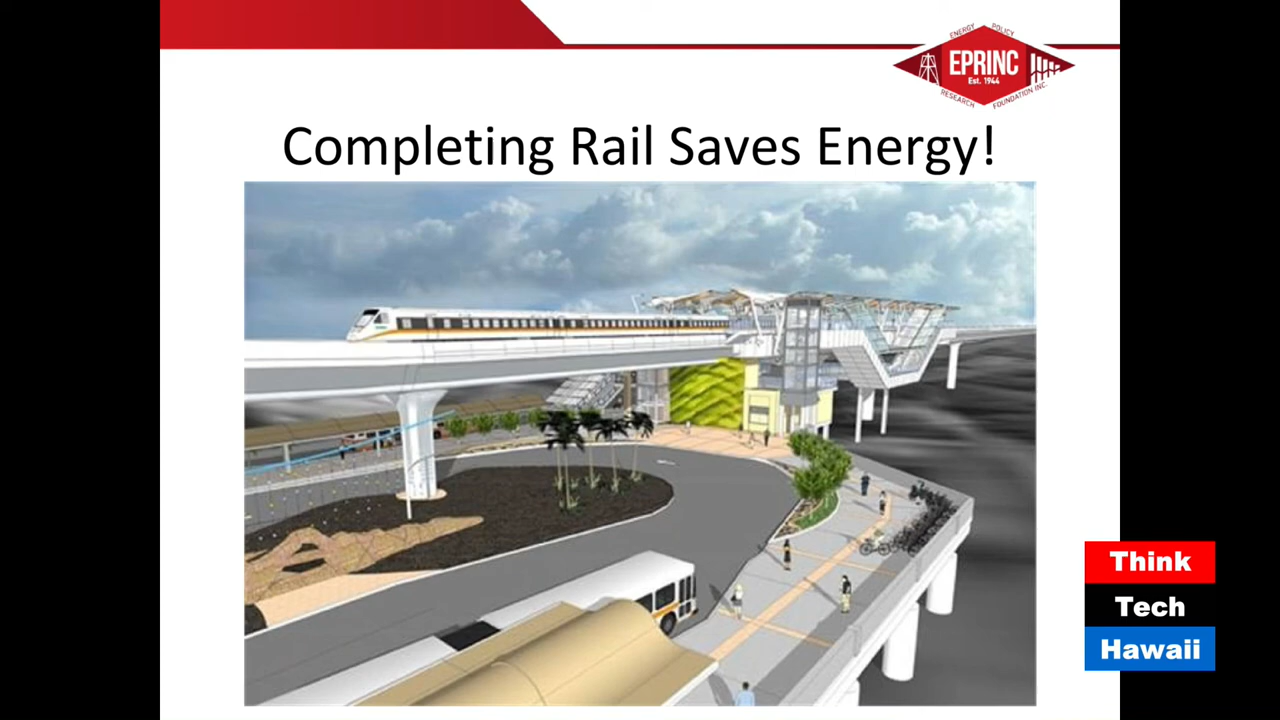 ENERGY POLICY
EPRINC
Est. 1944
RESEARCH FOUNDATION INC.
Completing Rail Saves Energy!
Think
Tech
Hawaii